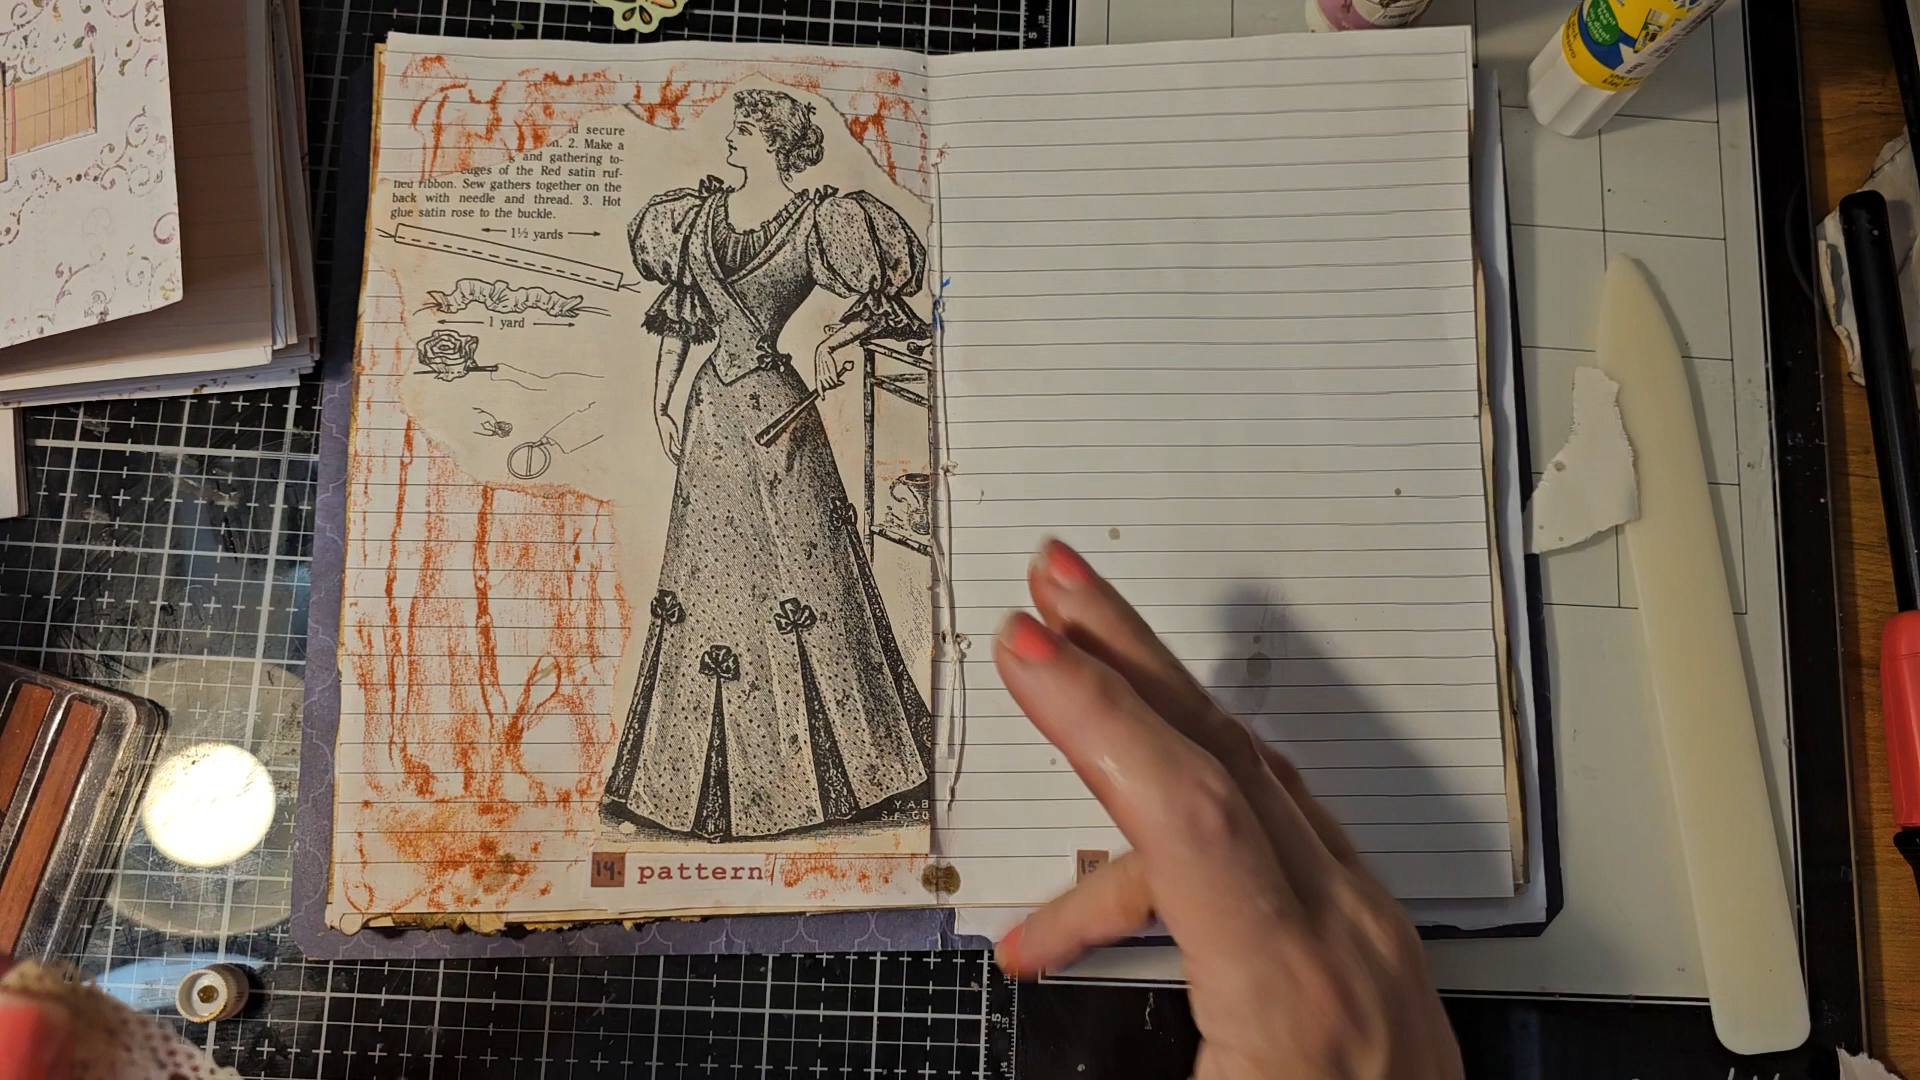 d secure
on. 2. Make a
and gathering to-
edges of the Red satin ruf-
fled ribbon. Sew gathers together on the
back with needle and thread. 3. Hot
glue satin rose to the buckle.
1½ yards
1 yard
Y.A.B
S.F. CO
14. pattern
15